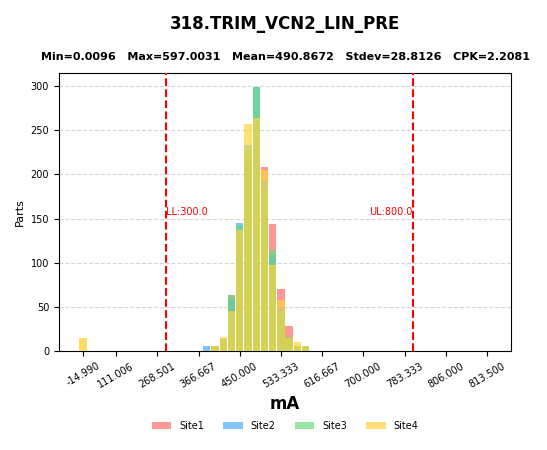 318.TRIM_VCN2_LIN_PRE
Min=0.0096 Max=597.0031 Mean=490.8672 Stdev=28.8126 CPK=2.2081
300
250
200
150
100
50
0
Parts
LL:300.0
UL:800.0
-14.990
111.006
268.501
366.667
450.000
533.333
616.667
700.000
783.333
806.000
813.500
mA
Site1
Site2
Site3
Site4